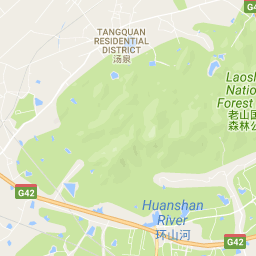 TANGQUAN
RESIDENTIAL
DISTRICT
汤泉
G4
Laosh
Natio
Forest
老山国
森林公
G42
Huanshan
River
环山河
G42